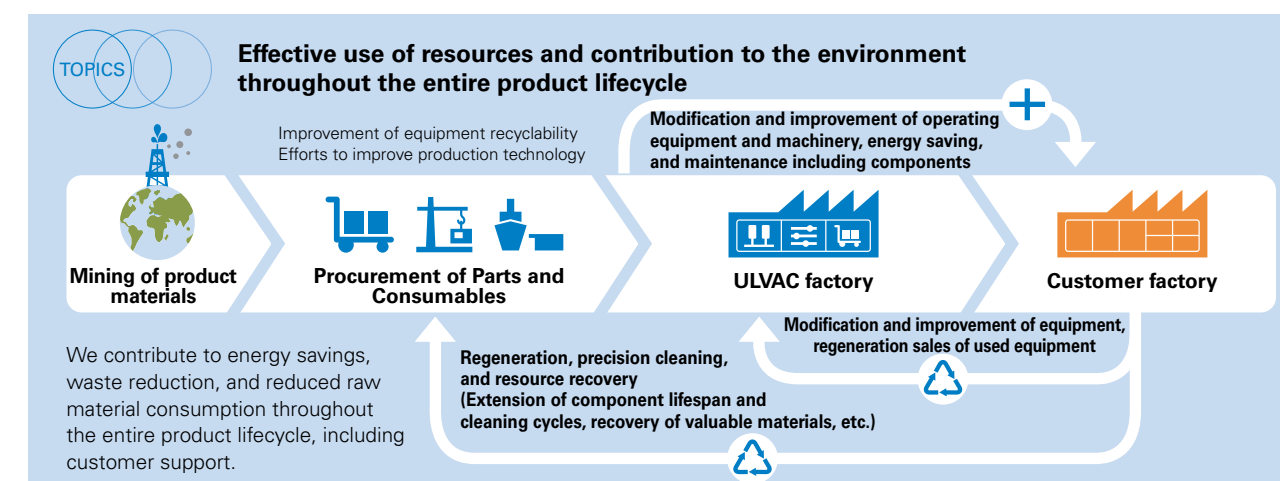 TOPICS
Effective use of resources and contribution to the environment
throughout the entire product lifecycle
Improvement of equipment recyclability
Efforts to improve production technology
Modification and improvement of operating
equipment and machinery, energy saving,
and maintenance including components
Mining of product
materials
Procurement of Parts and
Consumables
ULVAC factory
Customer factory
We contribute to energy savings,
waste reduction, and reduced raw
material consumption throughout
the entire product lifecycle, including
customer support.
Regeneration, precision cleaning,
and resource recovery
(Extension of component lifespan and
cleaning cycles, recovery of valuable materials, etc.)
Modification and improvement of equipment,
regeneration sales of used equipment